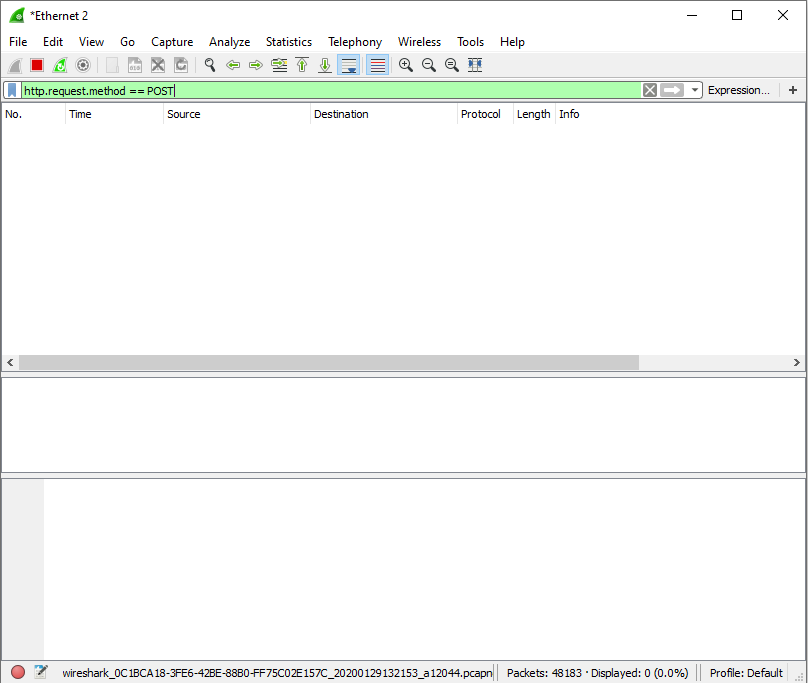 *Ethernet 2
File Edit View Go Capture Analyze Statistics Telephony Wireless Tools Help
http.request.method == POST Expression... +
No. Time Source Destination Protocol Length Info
wireshark_0C1BCA18-3FE6-42BE-88B0-FF75C02E157C_20200129132153_a12044.pcapn Packets: 48183 · Displayed: 0 (0.0%) Profile: Default